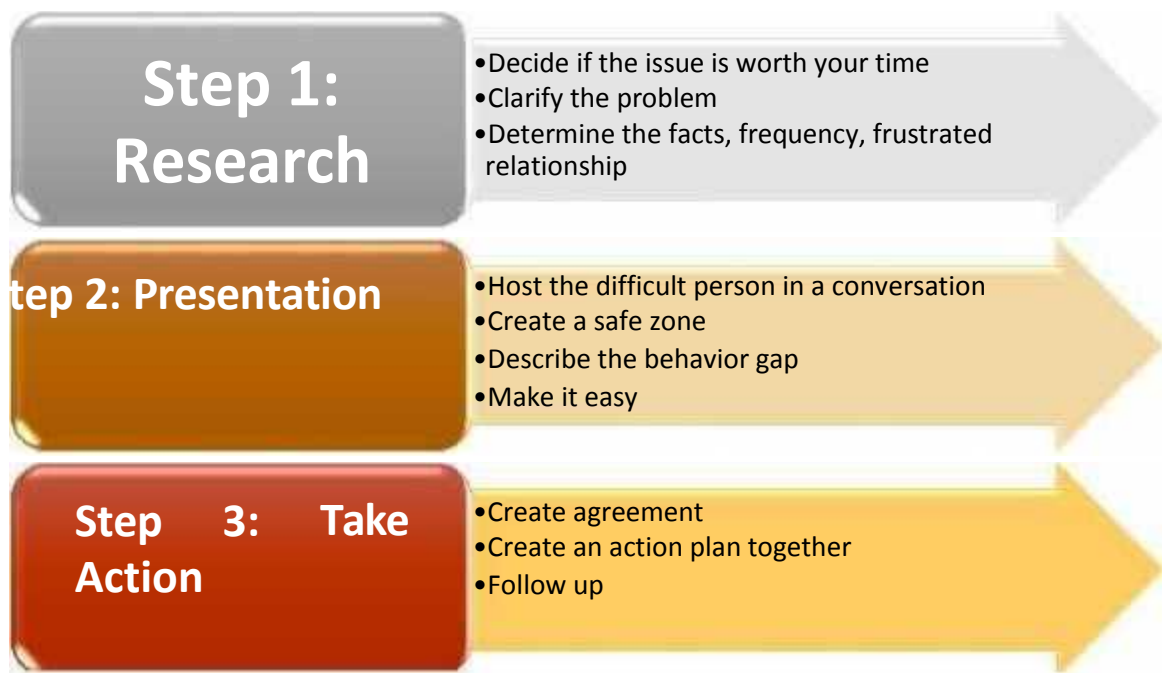 Step 1:
Research
•Decide if the issue is worth your time
•Clarify the problem
•Determine the facts, frequency, frustrated
relationship
tep 2: Presentation
•Host the difficult person in a conversation
•Create a safe zone
•Describe the behavior gap
•Make it easy
Step 3: Take
Action
•Create agreement
•Create an action plan together
•Follow up